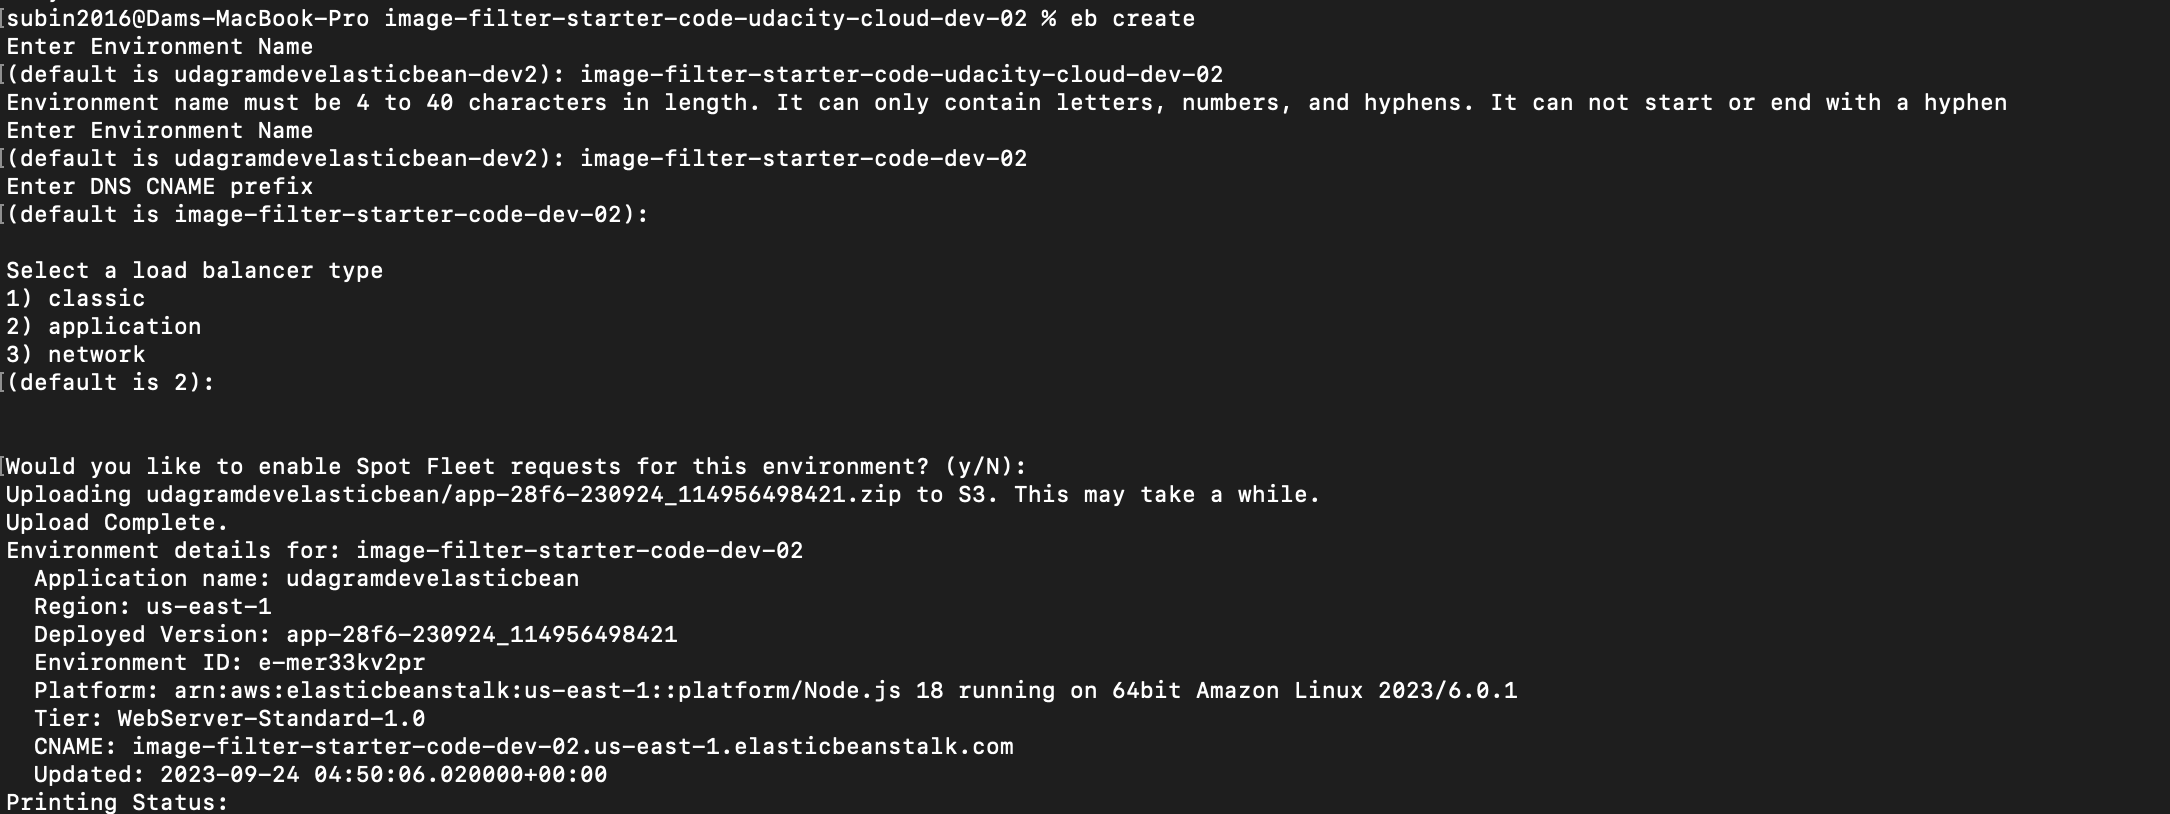 [subin2016@Dams-MacBook-Pro image-filter-starter-code-udacity-cloud-dev-02 % eb create
Enter Environment Name
[(default is udagramdevelasticbean-dev2): image-filter-starter-code-udacity-cloud-dev-02
Environment name must be 4 to 40 characters in length. It can only contain letters, numbers, and hyphens. It can not start or end with a hyphen
Enter Environment Name
[(default is udagramdevelasticbean-dev2): image-filter-starter-code-dev-02
Enter DNS CNAME prefix
[(default is image-filter-starter-code-dev-02):
Select a load balancer type
1) classic
2) application
3) network
[(default is 2):
[Would you like to enable Spot Fleet requests for this environment? (y/N):
Uploading udagramdevelasticbean/app-28f6-230924_114956498421.zip to S3. This may take a while.
Upload Complete.
Environment details for: image-filter-starter-code-dev-02
  Application name: udagramdevelasticbean
  Region: us-east-1
  Deployed Version: app-28f6-230924_114956498421
  Environment ID: e-mer33kv2pr
  Platform: arn:aws:elasticbeanstalk:us-east-1::platform/Node.js 18 running on 64bit Amazon Linux 2023/6.0.1
  Tier: WebServer-Standard-1.0
  CNAME: image-filter-starter-code-dev-02.us-east-1.elasticbeanstalk.com
  Updated: 2023-09-24 04:50:06.020000+00:00
Printing Status: